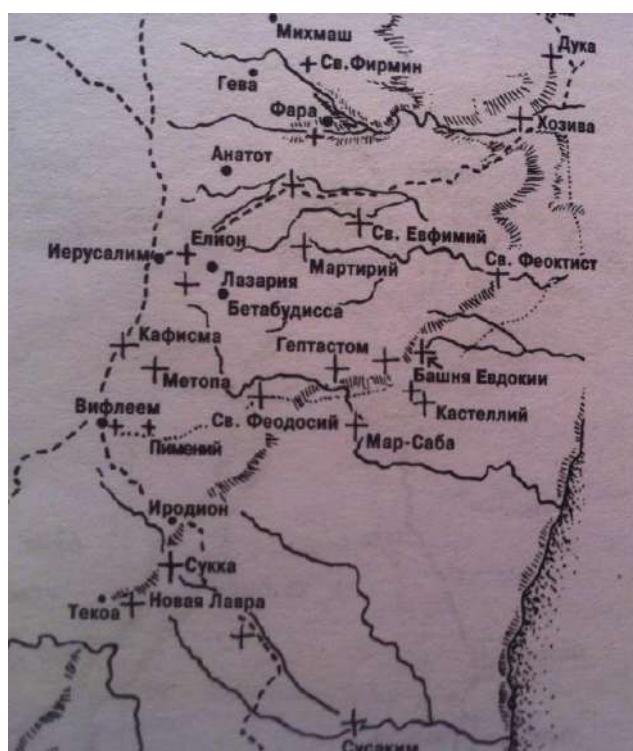 Михмаш
Дука
Св. Фирмин
Гева
Фара
Хозива
Анатот
Елион
Св. Евфимий
Иерусалим
Мартирий
Св. Феоктист
Лазария
Бетабудисса
Кафисма
Гептастом
Метопа
Башня Евдокии
Вифлеем
Кастеллий
Св. Феодосий
Пимений
Мар-Саба
Иродион
Сукка
Текоа
Новая Лавра
Сусаким